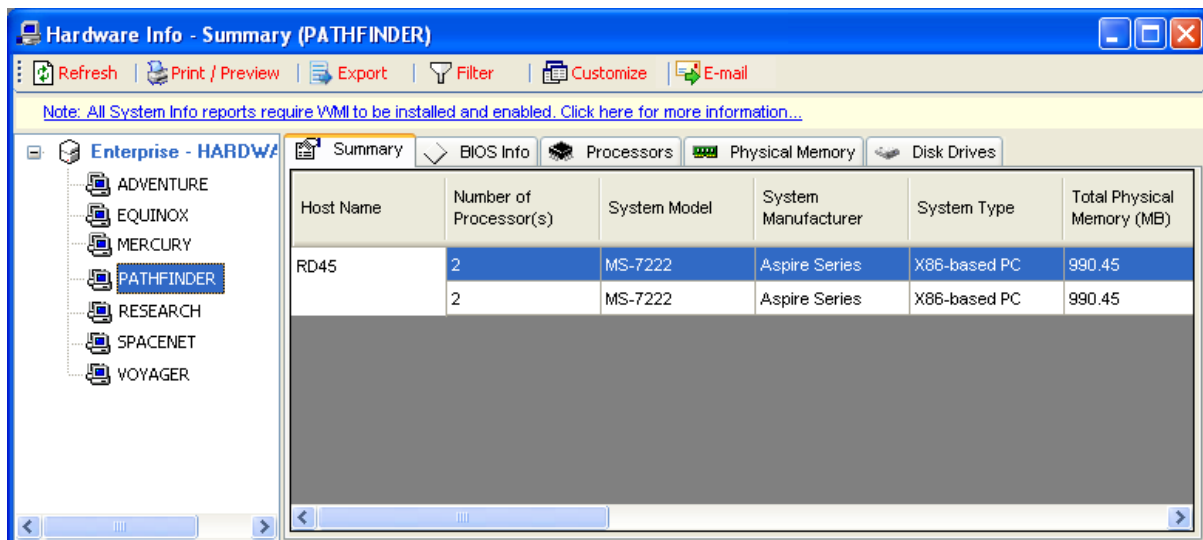 Hardware Info - Summary (PATHFINDER)
Refresh Print / Preview Export Filter Customize E-mail
Note: All System Info reports require WMI to be installed and enabled. Click here for more information...
Enterprise - HARDWA
ADVENTURE
EQUINOX
MERCURY
PATHFINDER
RESEARCH
SPACENET
VOYAGER
Summary BIOS Info Processors Physical Memory Disk Drives
Host Name Number of Processor(s) System Model System Manufacturer System Type Total Physical Memory (MB)
RD45 2 MS-7222 Aspire Series X86-based PC 990.45
2 MS-7222 Aspire Series X86-based PC 990.45